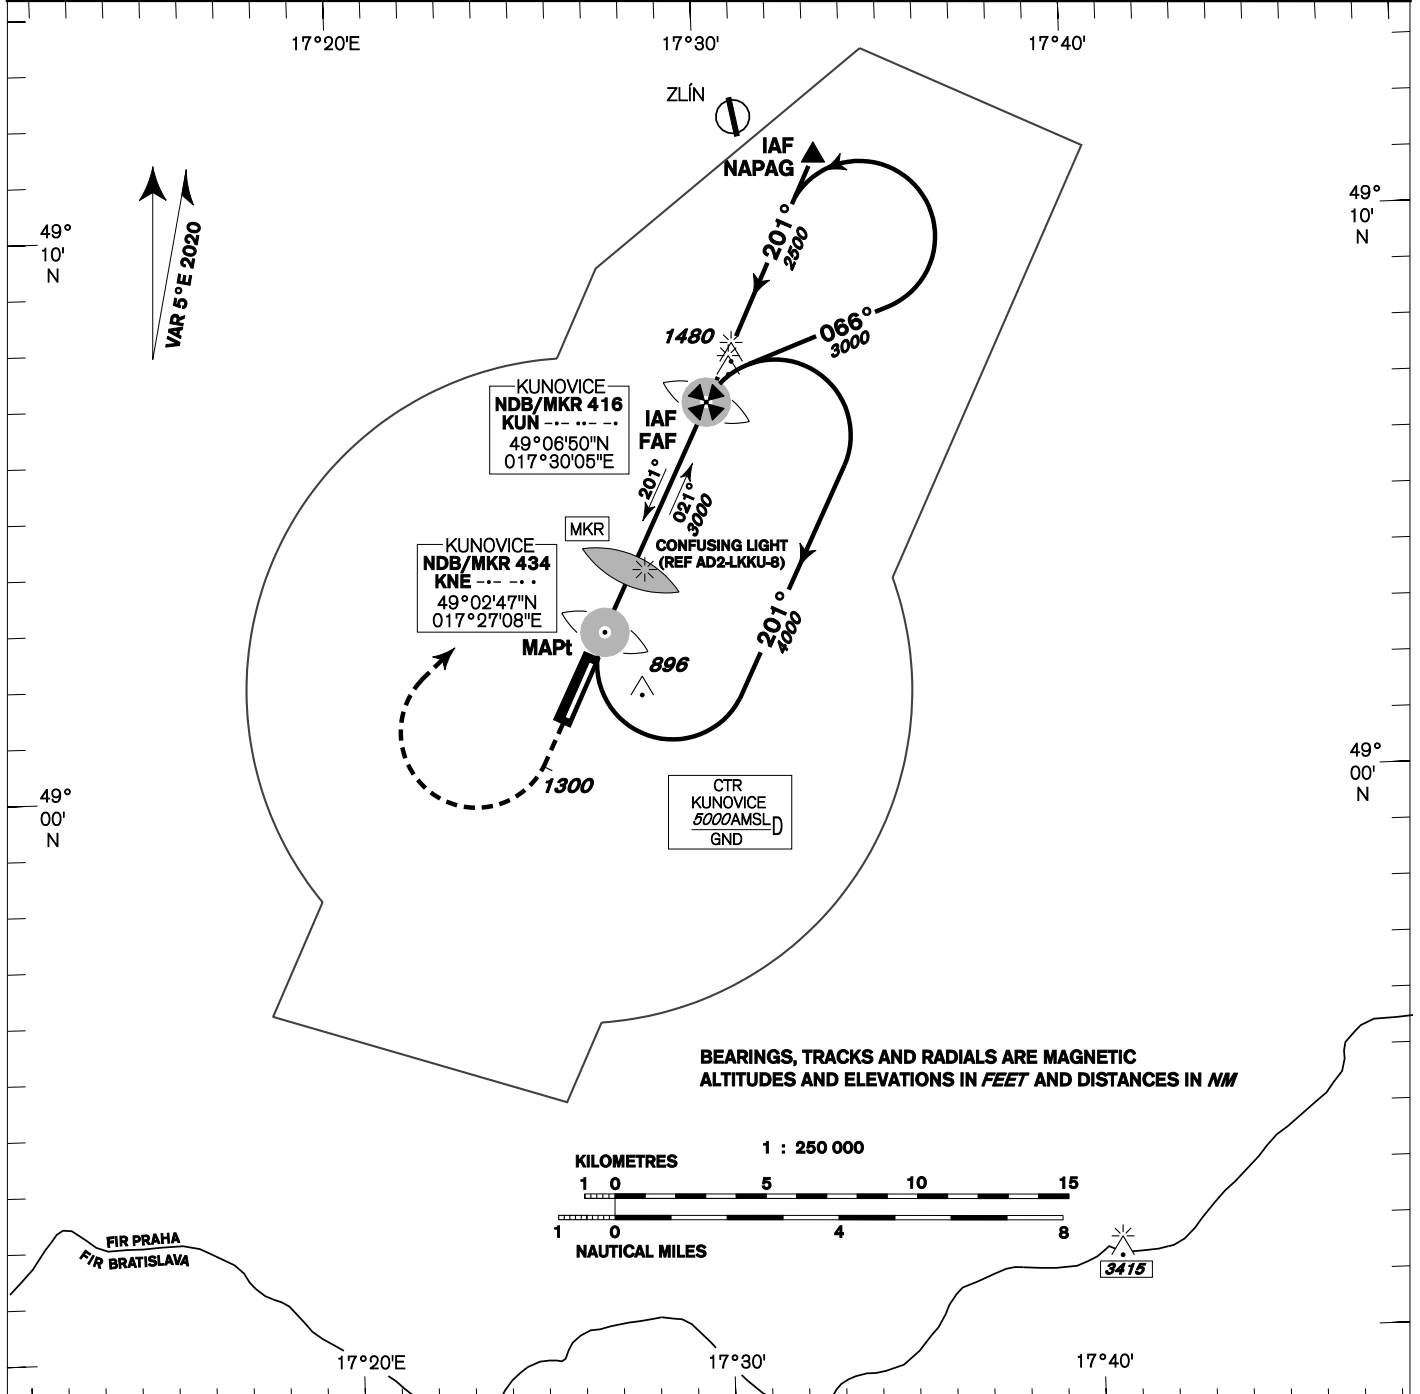 17°20'E
17°30'
17°40'
ZLÍN
IAF
NAPAG
49°
10'
N
49°
10'
N
VAR 5°E 2020
201°
2500
066°
3000
1480
KUNOVICE
NDB/MKR 416
KUN -·- ··- -·
49°06'50"N
017°30'05"E
IAF
FAF
201°
021°
3000
MKR
CONFUSING LIGHT
(REF AD2-LKKU-8)
KUNOVICE
NDB/MKR 434
KNE -·- -· ·
49°02'47"N
017°27'08"E
201°
4000
MAPt
896
1300
CTR
KUNOVICE
5000AMSL D
GND
49°
00'
N
49°
00'
N
BEARINGS, TRACKS AND RADIALS ARE MAGNETIC
ALTITUDES AND ELEVATIONS IN FEET AND DISTANCES IN NM
1 : 250 000
KILOMETRES
1 0 5 10 15
1 0 4 8
NAUTICAL MILES
FIR PRAHA
FIR BRATISLAVA
3415
17°20'E
17°30'
17°40'